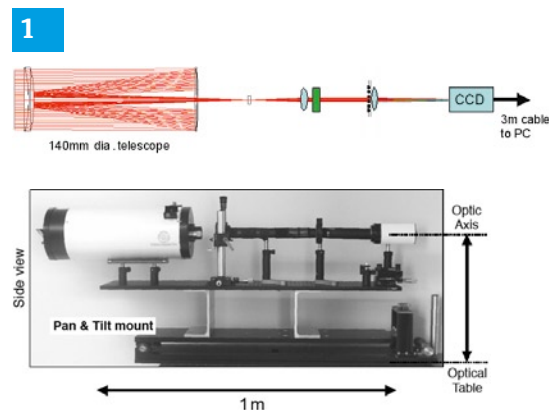 1
140mm dia .telescope
CCD
3m cable
to PC
Optic
Axis
Side view
Pan & Tilt mount
Optical
Table
1m